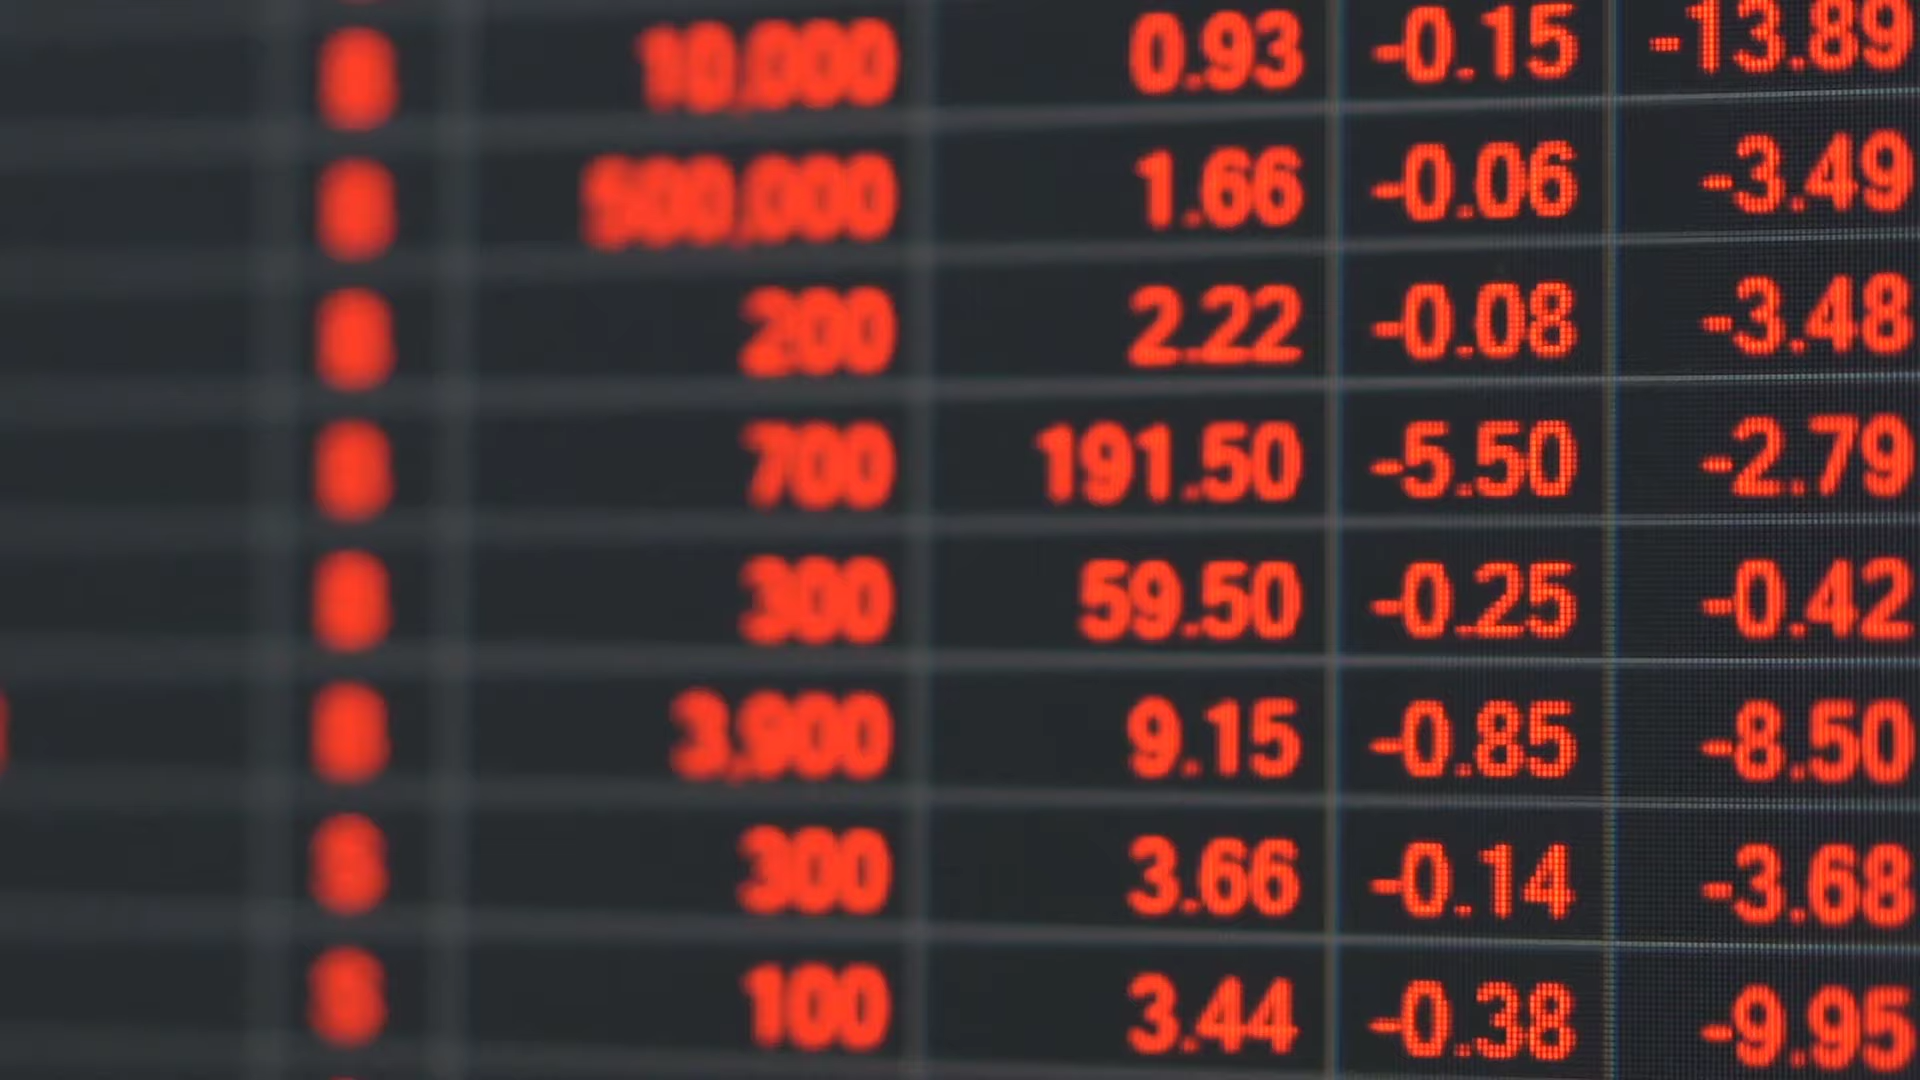 10,000 0.93 -0.15 -13.89
500,000 1.66 -0.06 -3.49
200 2.22 -0.08 -3.48
700 191.50 -5.50 -2.79
300 59.50 -0.25 -0.42
3,900 9.15 -0.85 -8.50
S 300 3.66 -0.14 -3.68
S 100 3.44 -0.38 -9.95